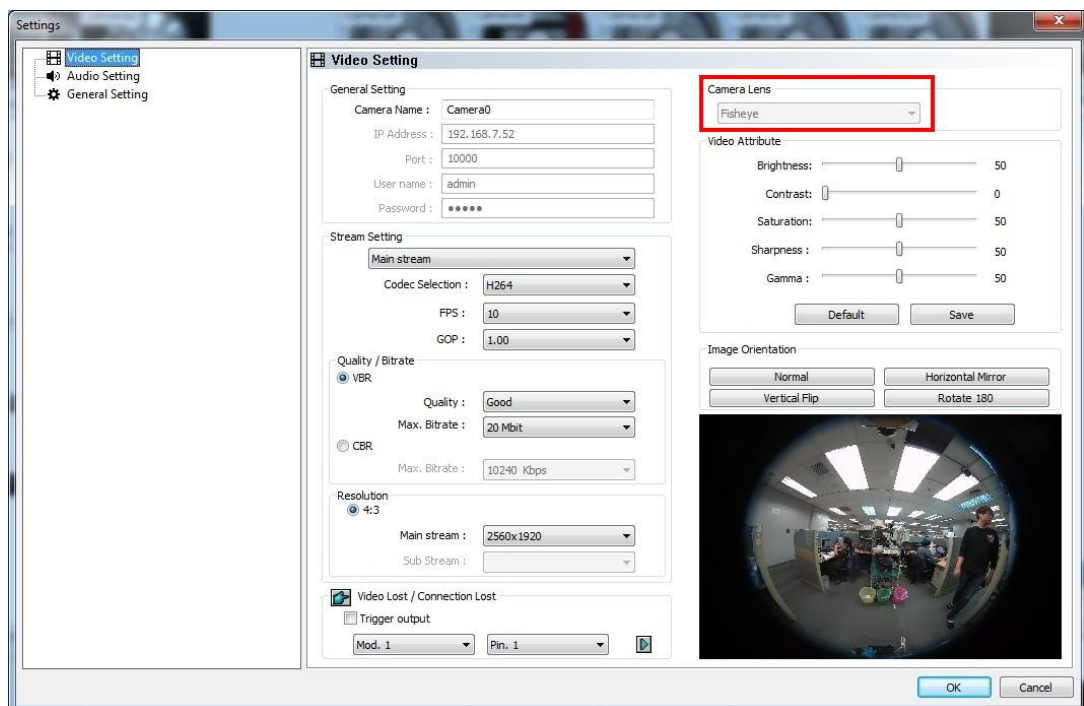 Settings
Video Setting
Audio Setting
General Setting
Video Setting
General Setting
Camera Name : Camera0
IP Address : 192.168.7.52
Port : 10000
User name : admin
Password : •••••
Stream Setting
Main stream
Codec Selection : H264
FPS : 10
GOP : 1.00
Quality / Bitrate
VBR
Quality : Good
Max. Bitrate : 20 Mbit
CBR
Max. Bitrate : 10240 Kbps
Resolution
4:3
Main stream : 2560x1920
Sub Stream :
Video Lost / Connection Lost
Trigger output
Mod. 1 Pin. 1
Camera Lens
Fisheye
Video Attribute
Brightness: 50
Contrast: 0
Saturation: 50
Sharpness : 50
Gamma : 50
Default Save
Image Orientation
Normal Horizontal Mirror
Vertical Flip Rotate 180
OK Cancel